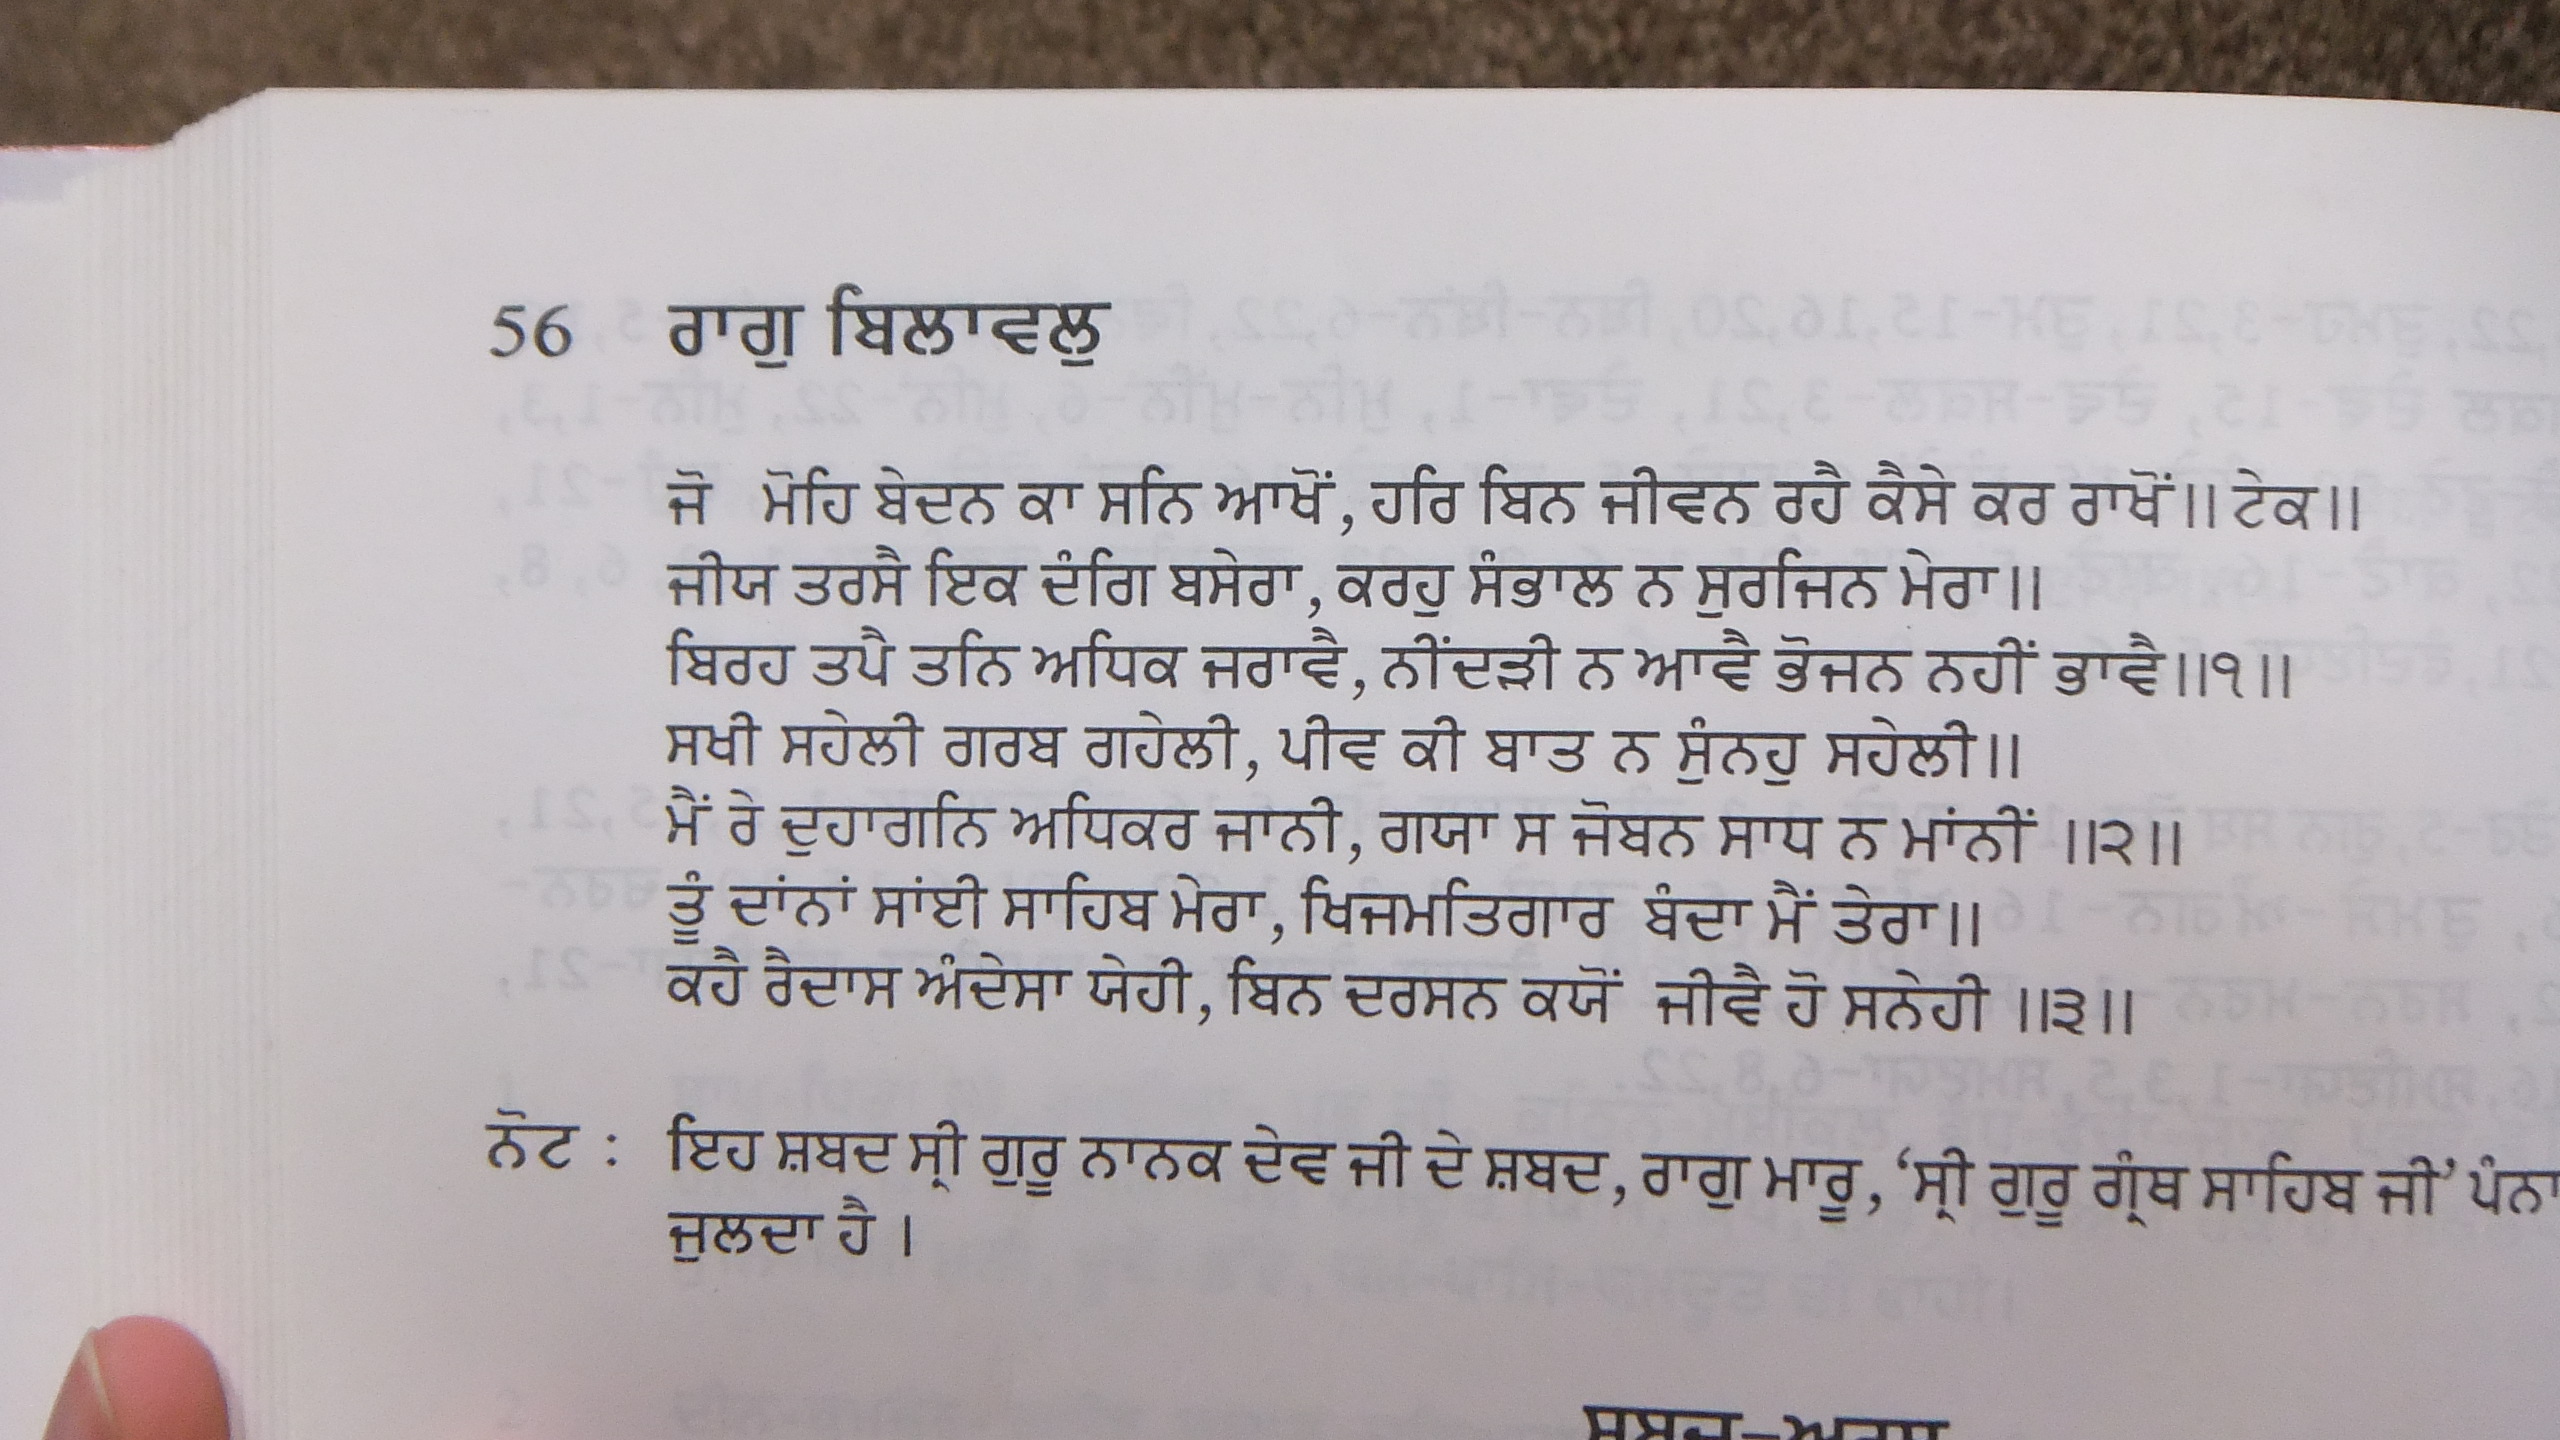 56 ਰਾਗੁ ਬਿਲਾਵਲੁ
ਜੋ ਮੋਹਿ ਬੇਦਨ ਕਾ ਸਨਿ ਆਖੋਂ, ਹਰਿ ਬਿਨ ਜੀਵਨ ਰਹੈ ਕੈਸੇ ਕਰ ਰਾਖੋਂ॥ ਟੇਕ॥
ਜੀਯ ਤਰਸੈ ਇਕ ਦੰਗਿ ਬਸੇਰਾ, ਕਰਹੁ ਸੰਭਾਲ ਨ ਸੁਰਜਿਨ ਮੇਰਾ॥
ਬਿਰਹ ਤਪੈ ਤਨਿ ਅਧਿਕ ਜਰਾਵੈ, ਨੀਂਦੜੀ ਨ ਆਵੈ ਭੋਜਨ ਨਹੀਂ ਭਾਵੈ॥੧॥
ਸਖੀ ਸਹੇਲੀ ਗਰਬ ਗਹੇਲੀ, ਪੀਵ ਕੀ ਬਾਤ ਨ ਸੁੰਨਹੁ ਸਹੇਲੀ॥
ਮੈਂ ਰੇ ਦੁਹਾਗਨਿ ਅਧਿਕਰ ਜਾਨੀ, ਗਯਾ ਸ ਜੋਬਨ ਸਾਧ ਨ ਮਾਂਨੀਂ ॥੨॥
ਤੂੰ ਦਾਂਨਾਂ ਸਾਂਈ ਸਾਹਿਬ ਮੇਰਾ, ਖਿਜਮਤਿਗਾਰ ਬੰਦਾ ਮੈਂ ਤੇਰਾ॥
ਕਹੈ ਰੈਦਾਸ ਅੰਦੇਸਾ ਯੇਹੀ, ਬਿਨ ਦਰਸਨ ਕਯੋਂ ਜੀਵੈ ਹੋ ਸਨੇਹੀ ॥੩॥
ਨੋਟ : ਇਹ ਸ਼ਬਦ ਸ੍ਰੀ ਗੁਰੂ ਨਾਨਕ ਦੇਵ ਜੀ ਦੇ ਸ਼ਬਦ, ਰਾਗੁ ਮਾਰੂ, ‘ਸ੍ਰੀ ਗੁਰੂ ਗ੍ਰੰਥ ਸਾਹਿਬ ਜੀ’ ਪੰਨਾ
ਜੁਲਦਾ ਹੈ ।